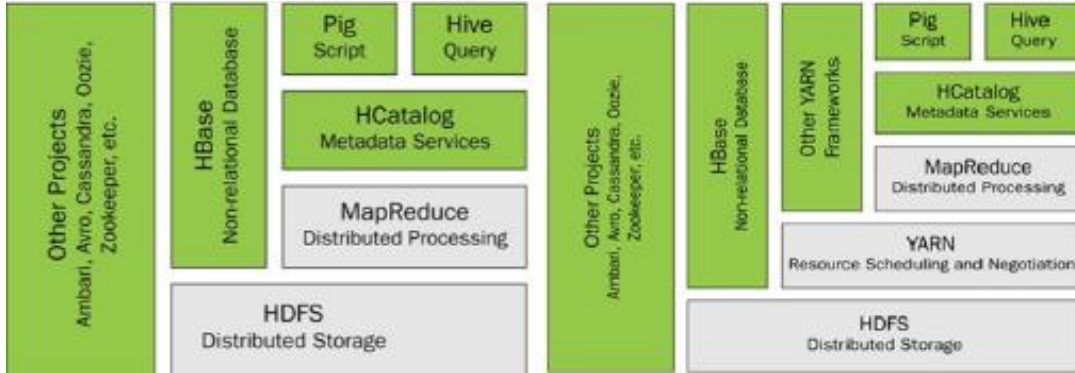 Other Projects
Ambari, Avro, Cassandra, Oozie,
Zookeeper, etc.
HBase
Non-relational Database
Pig
Script
Hive
Query
HCatalog
Metadata Services
MapReduce
Distributed Processing
HDFS
Distributed Storage
Other Projects
Ambari, Avro, Cassandra, Oozie,
Zookeeper, etc.
HBase
Non-relational Database
Other YARN
Frameworks
Pig
Script
Hive
Query
HCatalog
Metadata Services
MapReduce
Distributed Processing
YARN
Resource Scheduling and Negotiation
HDFS
Distributed Storage